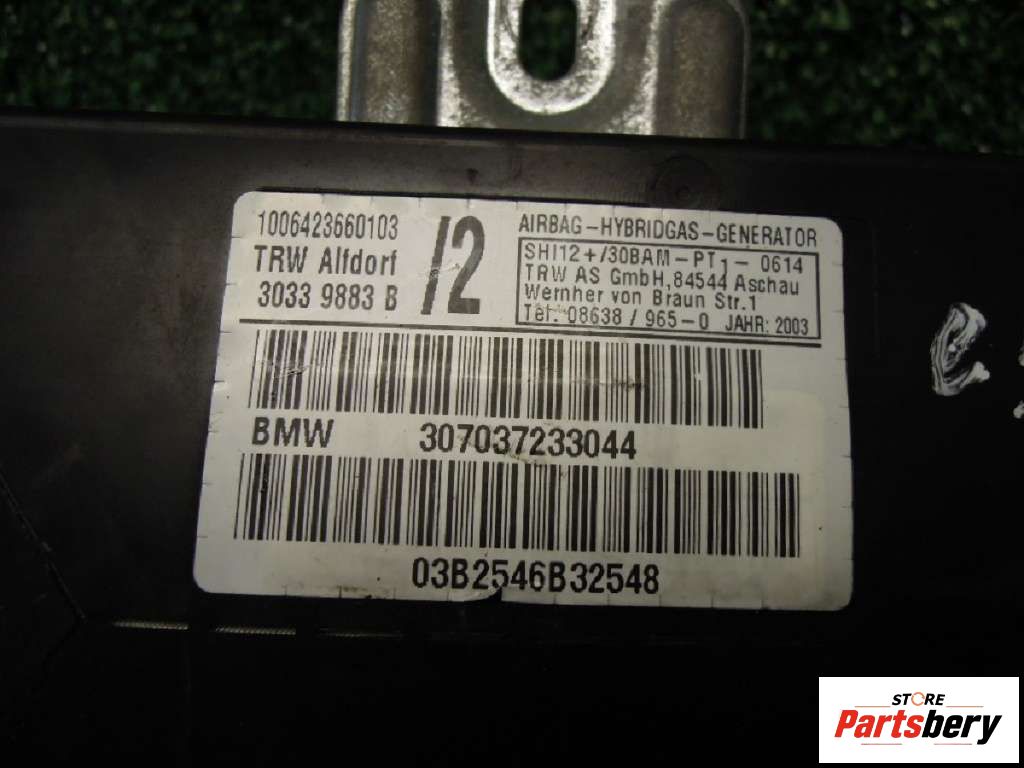 1006423660103
TRW Alfdorf
3033 9883 B
/2
AIRBAG-HYBRIDGAS-GENERATOR
SHI12+/30BAM-PT1-0614
TRW AS GmbH,84544 Aschau
Wernher von Braun Str.1
Tel. 08638 / 965-0 JAHR: 2003
BMW 307037233044
03B2546B32548
STORE
Partsbery